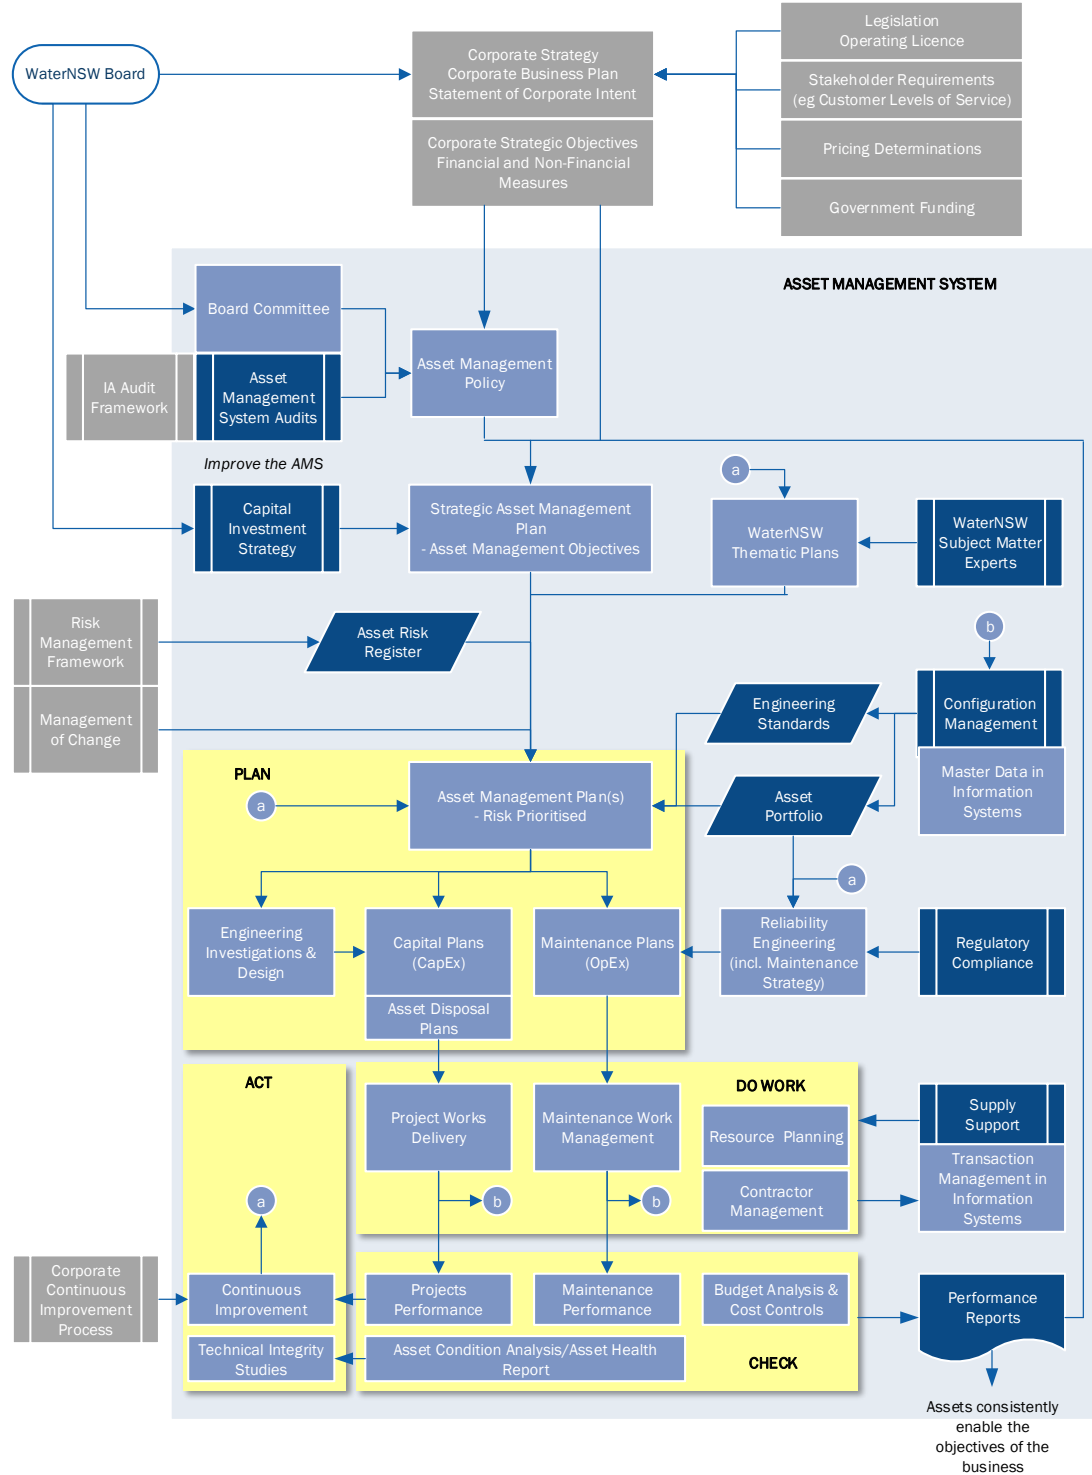 Legislation
Operating Licence
WaterNSW Board
Corporate Strategy
Corporate Business Plan
Statement of Corporate Intent
Stakeholder Requirements
(eg Customer Levels of Service)
Corporate Strategic Objectives
Financial and Non-Financial
Measures
Pricing Determinations
Government Funding
ASSET MANAGEMENT SYSTEM
Board Committee
Asset Management
Policy
IA Audit
Framework
Asset
Management
System Audits
Improve the AMS
a
Capital
Investment
Strategy
Strategic Asset Management
Plan
- Asset Management Objectives
WaterNSW
Thematic Plans
WaterNSW
Subject Matter
Experts
Risk
Management
Framework
Asset Risk
Register
b
Management
of Change
Engineering
Standards
Configuration
Management
PLAN
a
Asset Management Plan(s)
- Risk Prioritised
Asset
Portfolio
Master Data in
Information
Systems
a
Engineering
Investigations &
Design
Capital Plans
(CapEx)
Maintenance Plans
(OpEx)
Reliability
Engineering
(incl. Maintenance
Strategy)
Regulatory
Compliance
Asset Disposal
Plans
ACT
DO WORK
Project Works
Delivery
Maintenance Work
Management
Resource Planning
Supply
Support
a
b
b
Contractor
Management
Transaction
Management in
Information
Systems
Corporate
Continuous
Improvement
Process
Continuous
Improvement
Projects
Performance
Maintenance
Performance
Budget Analysis &
Cost Controls
Performance
Reports
Technical Integrity
Studies
Asset Condition Analysis/Asset Health
Report
CHECK
Assets consistently
enable the
objectives of the
business